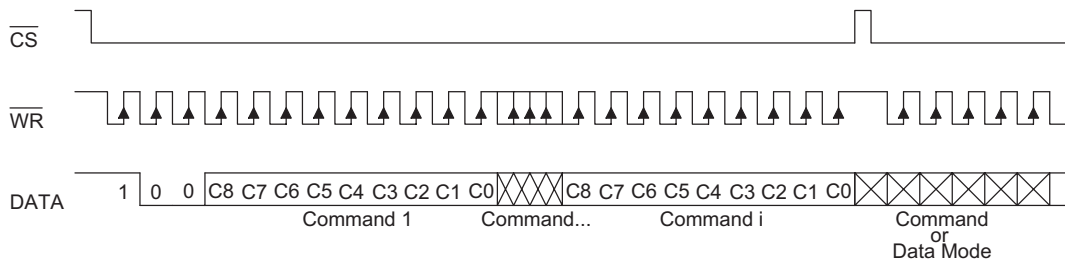 CS
WR
DATA
1 0 0 C8 C7 C6 C5 C4 C3 C2 C1 C0 C8 C7 C6 C5 C4 C3 C2 C1 C0
Command 1
Command...
Command i
Command
or
Data Mode